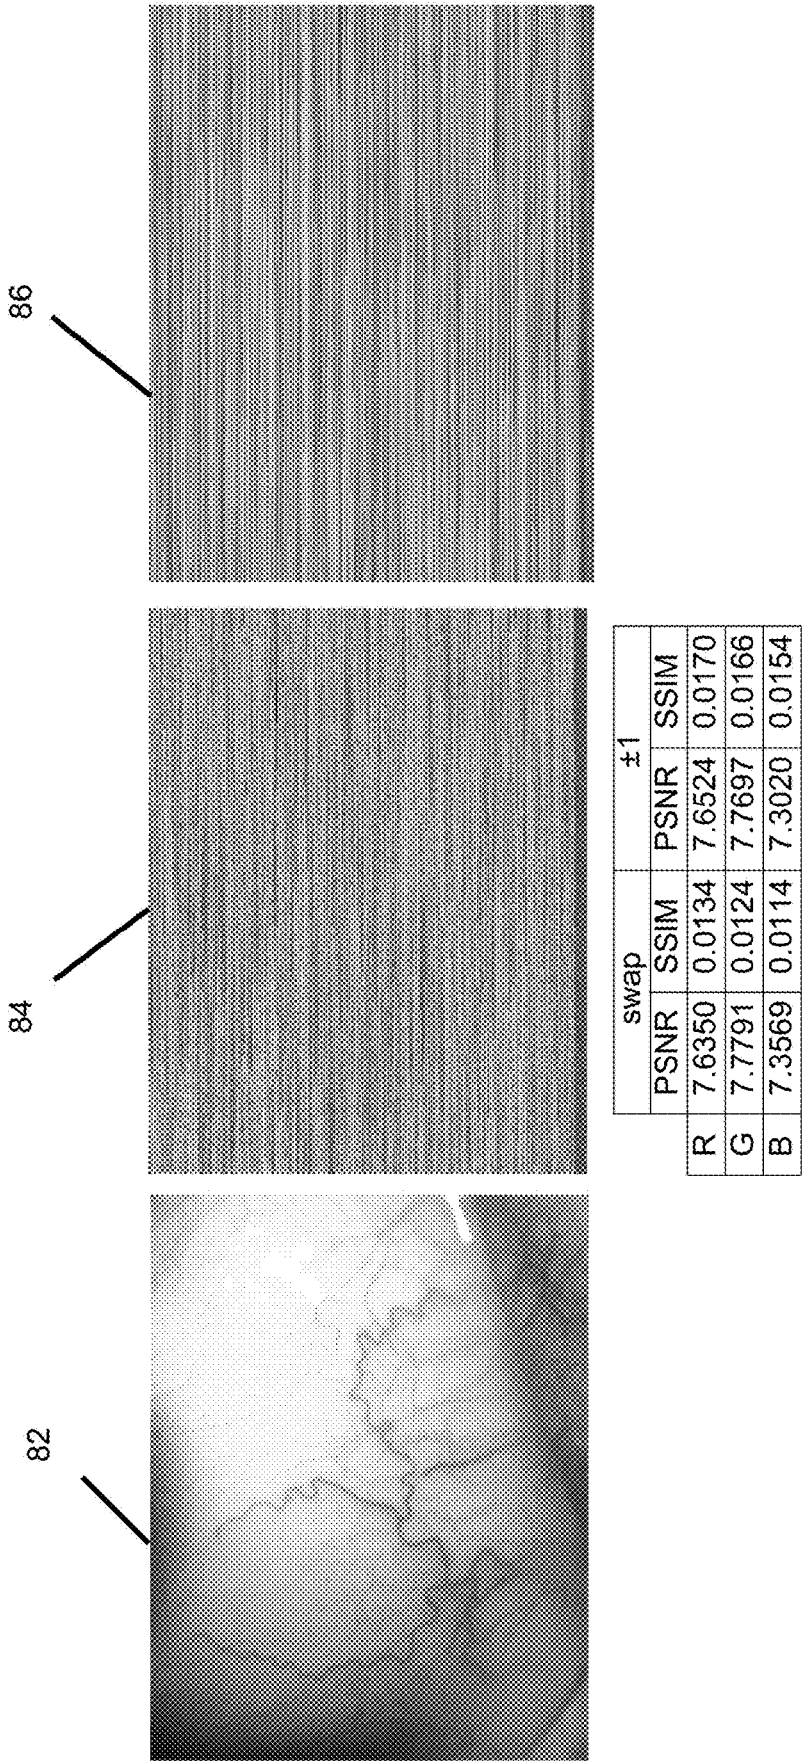 82
84
86
swap ±1
PSNR SSIM PSNR SSIM
R 7.6350 0.0134 7.6524 0.0170
G 7.7791 0.0124 7.7697 0.0166
B 7.3569 0.0114 7.3020 0.0154